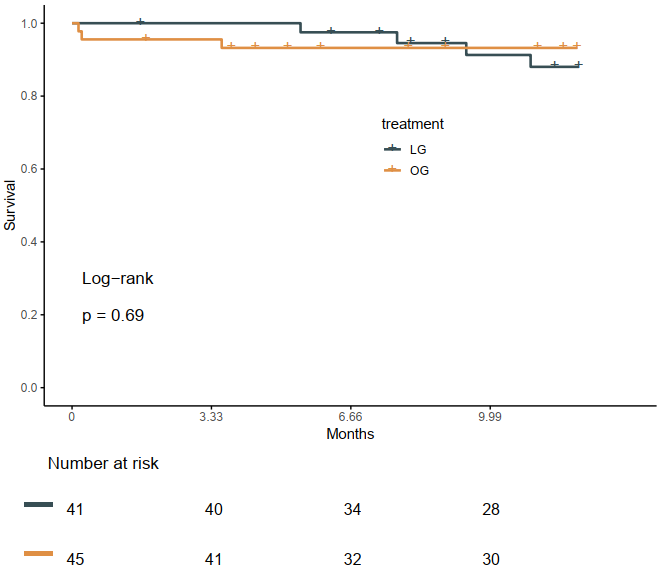 1.0
0.8
0.6
0.4
0.2
0.0
Survival
treatment
LG
OG
Log−rank
p = 0.69
0 3.33 6.66 9.99
Months
Number at risk
41 40 34 28
45 41 32 30